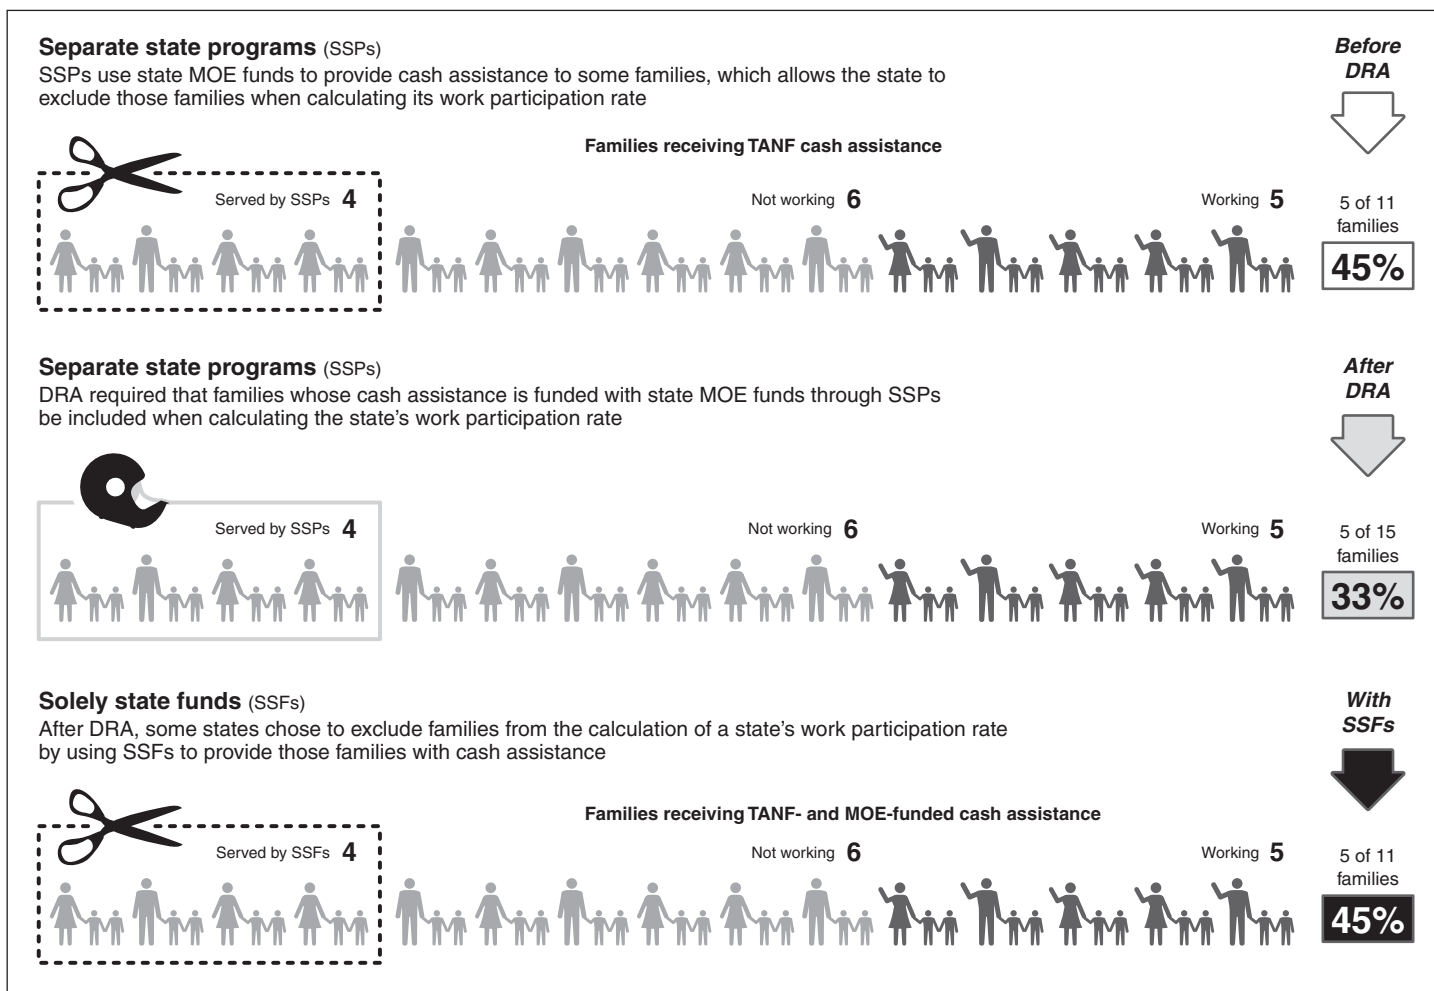 Separate state programs (SSPs)
SSPs use state MOE funds to provide cash assistance to some families, which allows the state to
exclude those families when calculating its work participation rate
Before
DRA
Families receiving TANF cash assistance
Served by SSPs 4
Not working 6
Working 5
5 of 11
families
45%
Separate state programs (SSPs)
DRA required that families whose cash assistance is funded with state MOE funds through SSPs
be included when calculating the state's work participation rate
After
DRA
Served by SSPs 4
Not working 6
Working 5
5 of 15
families
33%
Solely state funds (SSFs)
After DRA, some states chose to exclude families from the calculation of a state's work participation rate
by using SSFs to provide those families with cash assistance
With
SSFs
Families receiving TANF- and MOE-funded cash assistance
Served by SSFs 4
Not working 6
Working 5
5 of 11
families
45%